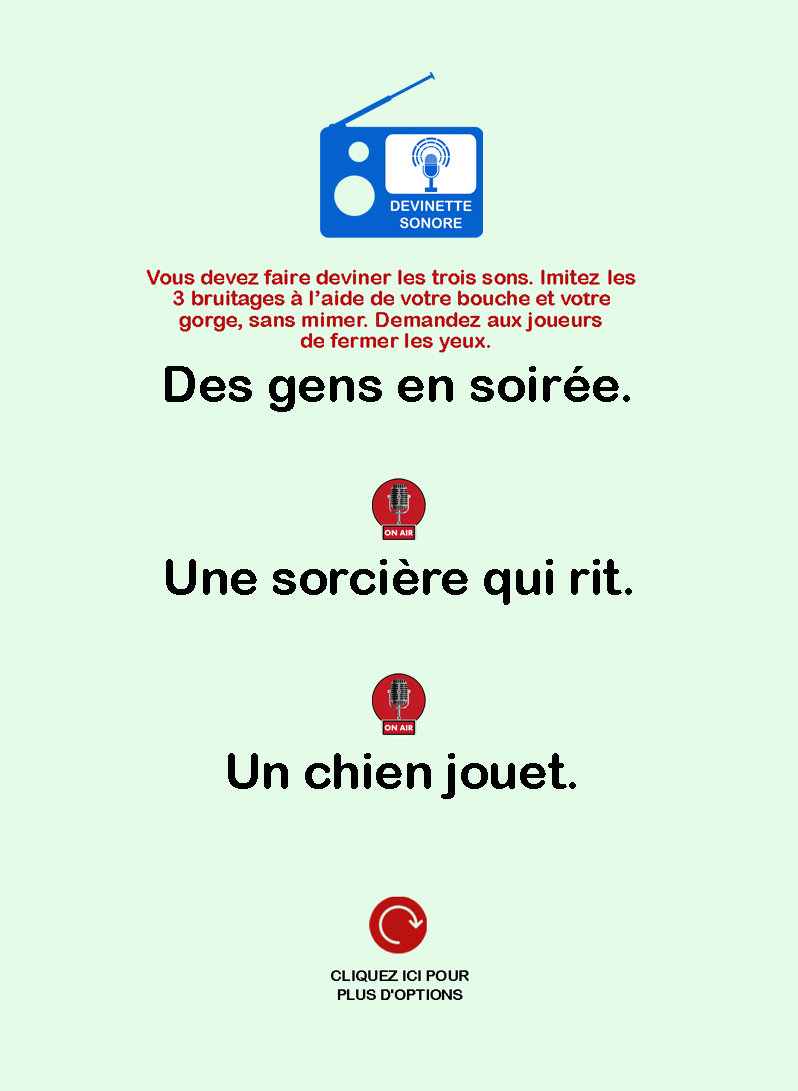 DEVINETTE
SONORE
Vous devez faire deviner les trois sons. Imitez les
3 bruitages à l’aide de votre bouche et votre
gorge, sans mimer. Demandez aux joueurs
de fermer les yeux.
Des gens en soirée.
ON AIR
Une sorcière qui rit.
ON AIR
Un chien jouet.
CLIQUEZ ICI POUR
PLUS D'OPTIONS